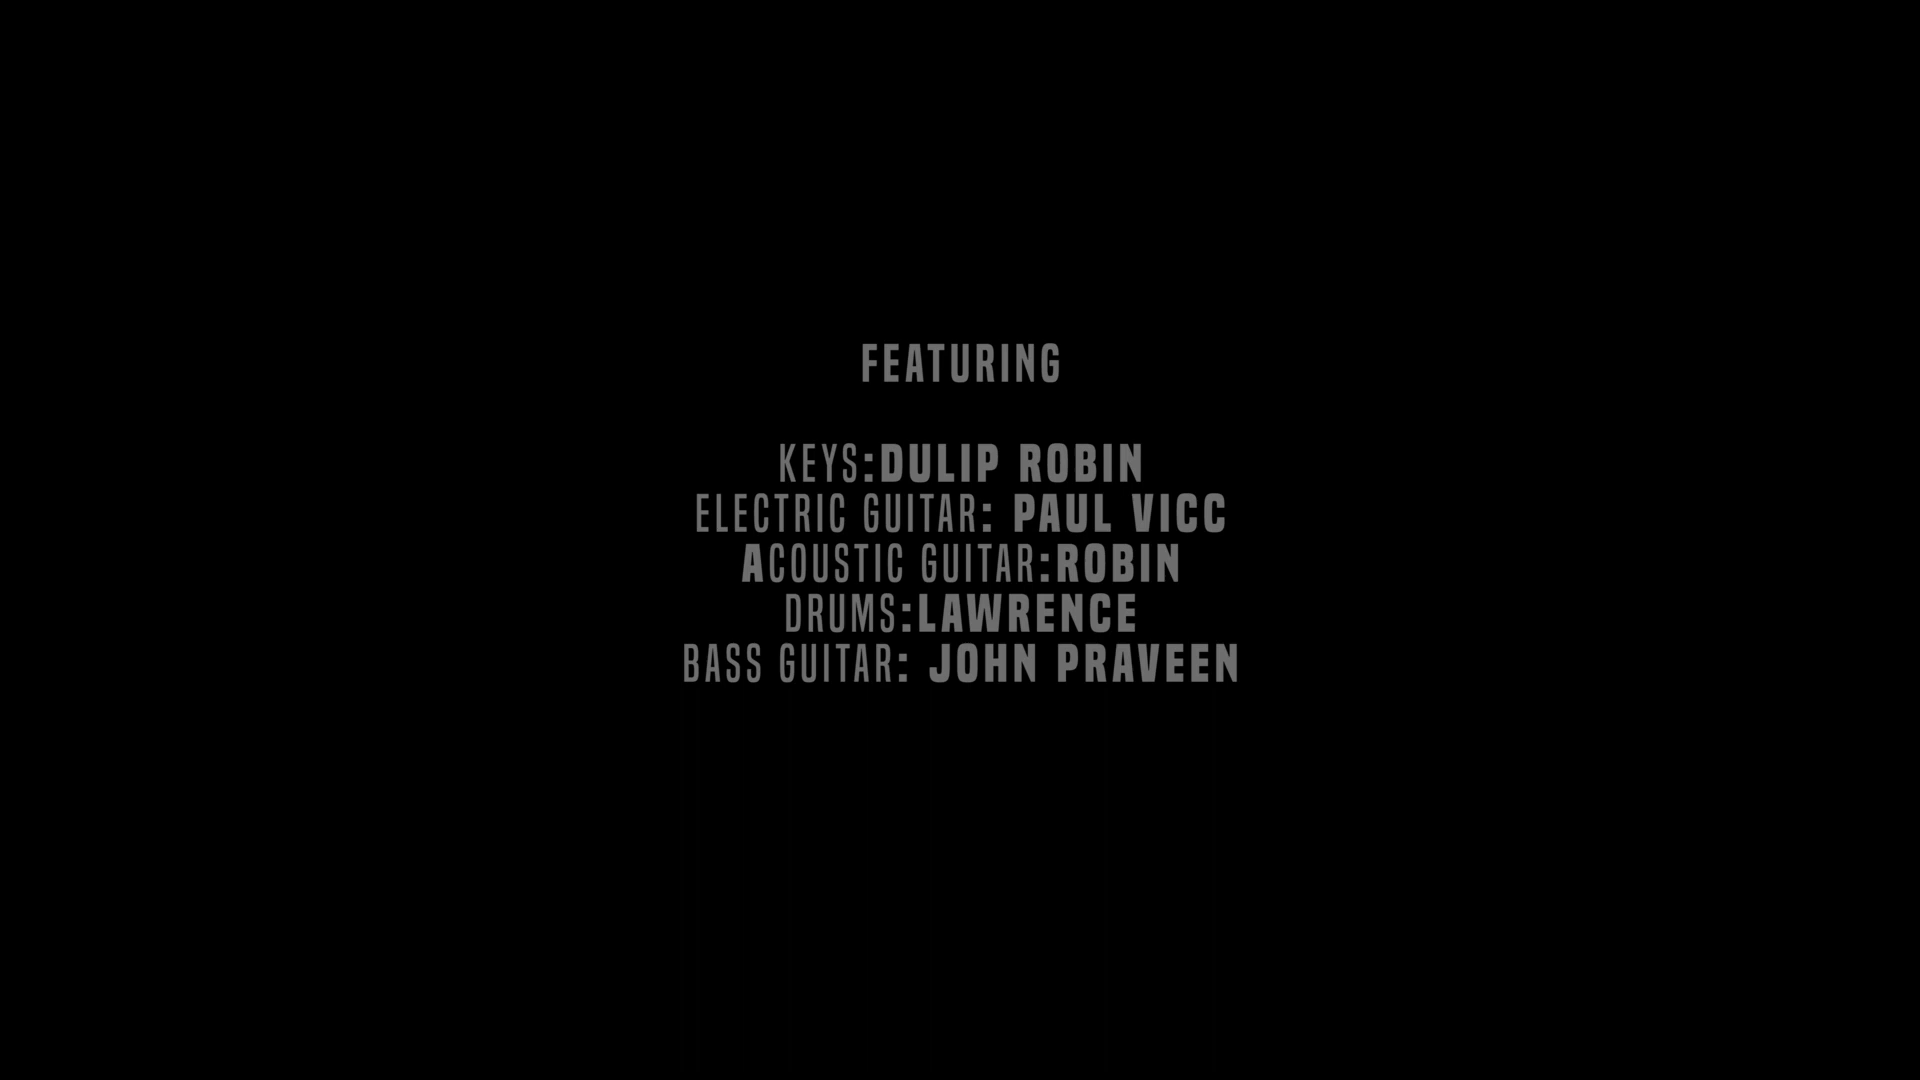 FEATURING
KEYS:DULIP ROBIN
ELECTRIC GUITAR: PAUL VICC
ACOUSTIC GUITAR:ROBIN
DRUMS:LAWRENCE
BASS GUITAR: JOHN PRAVEEN